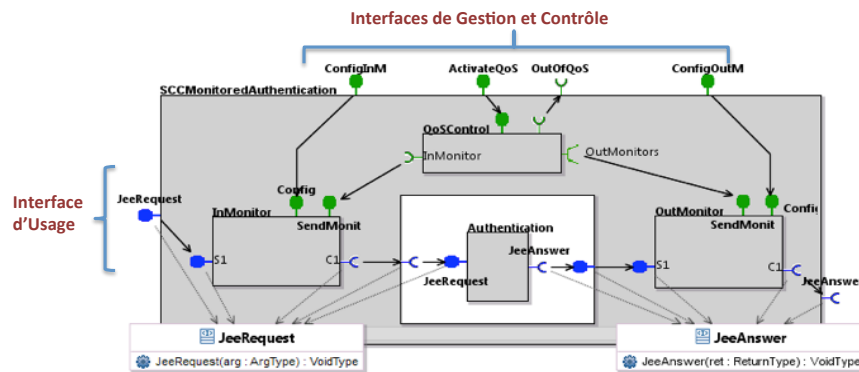 Interfaces de Gestion et Contrôle
ConfigInM
ActivateQoS
OutOfQoS
ConfigOutM
SCCMonitoredAuthentication
QoSControl
InMonitor
OutMonitors
Interface
d'Usage
JeeRequest
Config
InMonitor
SendMonit
S1
C1
Authentication
JeeAnswer
JeeRequest
OutMonitor
Config
SendMonit
S1
C1
JeeAnswer
JeeRequest
JeeRequest(arg : ArgType) : VoidType
JeeAnswer
JeeAnswer(ret : ReturnType) : VoidType